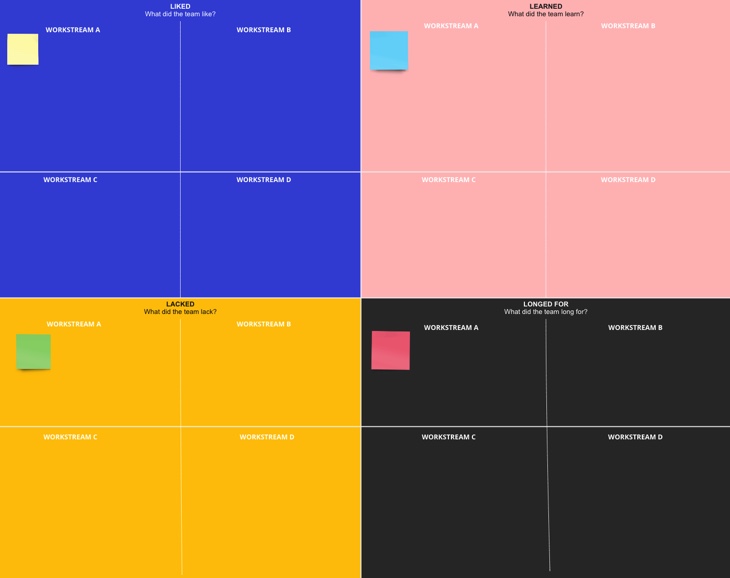 LIKED
What did the team like?
WORKSTREAM A
WORKSTREAM B
WORKSTREAM C
WORKSTREAM D
LEARNED
What did the team learn?
WORKSTREAM A
WORKSTREAM B
WORKSTREAM C
WORKSTREAM D
LACKED
What did the team lack?
WORKSTREAM A
WORKSTREAM B
WORKSTREAM C
WORKSTREAM D
LONGED FOR
What did the team long for?
WORKSTREAM A
WORKSTREAM B
WORKSTREAM C
WORKSTREAM D